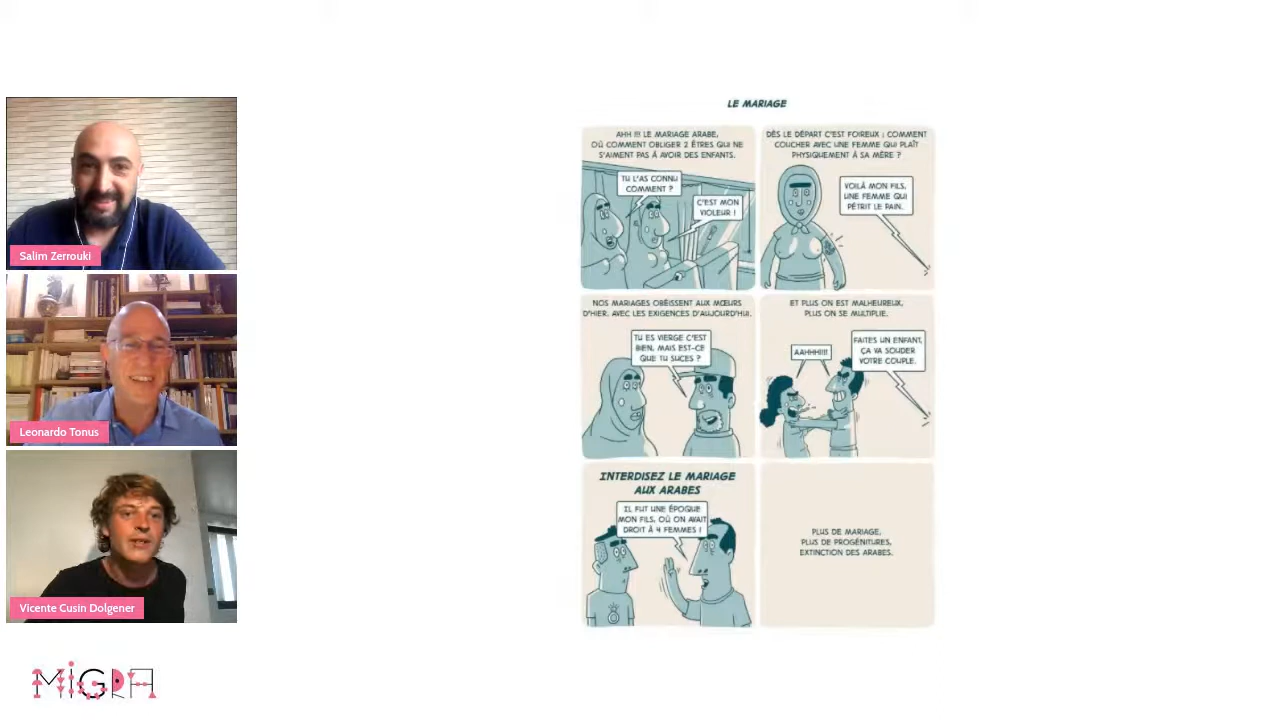 LE MARIAGE
AHH !!! LE MARIAGE ARABE,
OÙ COMMENT OBLIGER 2 ÊTRES QUI NE
S'AIMENT PAS À AVOIR DES ENFANTS.
TU L'AS CONNU
COMMENT ?
C'EST MON
VIOLEUR !
DÈS LE DÉPART C'EST FOIREUX ; COMMENT
COUCHER AVEC UNE FEMME QUI PLAÎT
PHYSIQUEMENT À SA MÈRE ?
VOILÀ MON FILS,
UNE FEMME QUI
PÉTRIT LE PAIN.
NOS MARIAGES OBÉISSENT AUX MŒURS
D'HIER, AVEC LES EXIGENCES D'AUJOURD'HUI.
TU ES VIERGE C'EST
BIEN, MAIS EST-CE
QUE TU SUCES ?
ET PLUS ON EST MALHEUREUX,
PLUS ON SE MULTIPLIE.
AAHHH!!!!
FAITES UN ENFANT,
ÇA VA SOUDER
VOTRE COUPLE.
INTERDISEZ LE MARIAGE
AUX ARABES
IL FUT UNE ÉPOQUE
MON FILS, OÙ ON AVAIT
DROIT À 4 FEMMES !
PLUS DE MARIAGE,
PLUS DE PROGÉNITURES,
EXTINCTION DES ARABES.
Salim Zerrouki
Leonardo Tonus
Vicente Cusin Dolgener
MIGRA